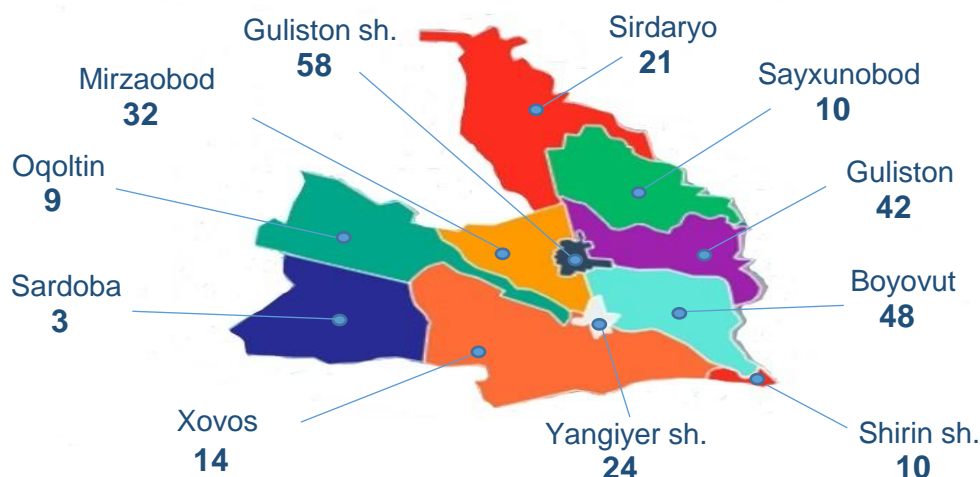 Guliston sh.
58
Sirdaryo
21
Mirzaobod
32
Sayxunobod
10
Oqoltin
9
Guliston
42
Sardoba
3
Boyovut
48
Xovos
14
Yangiyer sh.
24
Shirin sh.
10